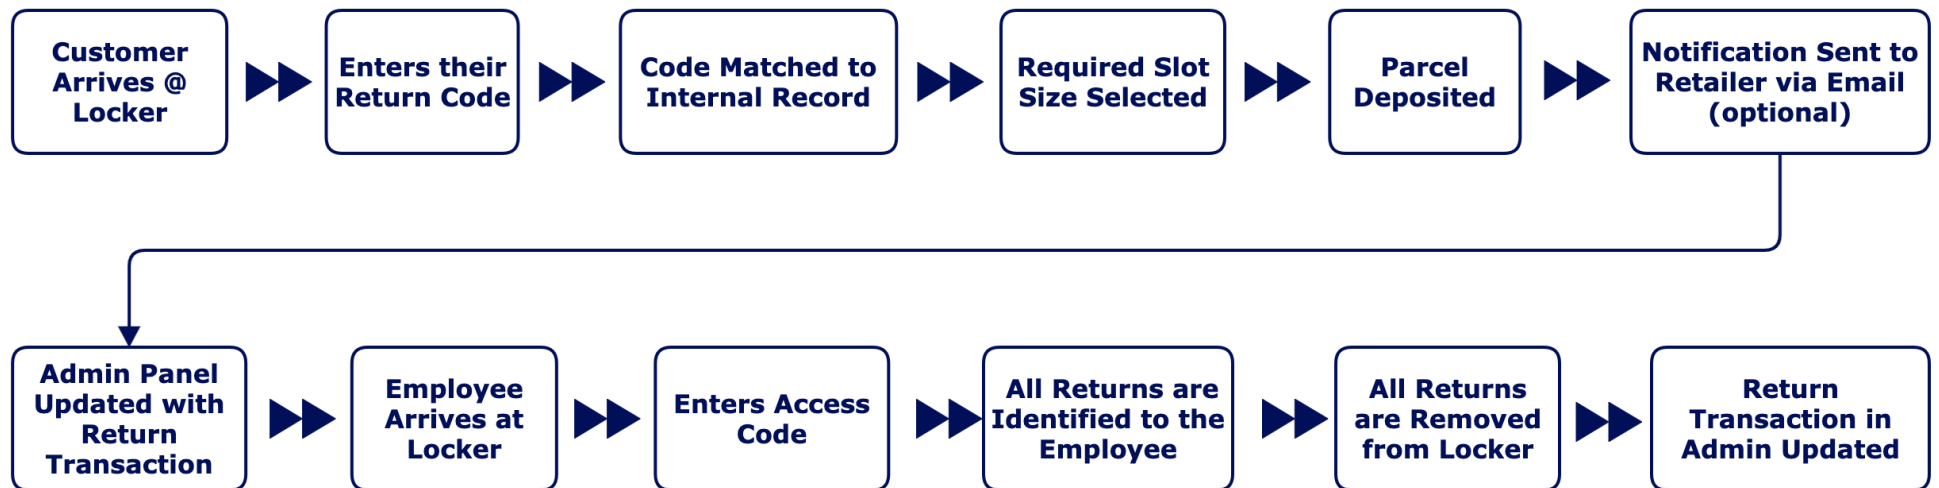 Customer
Arrives @
Locker
Enters their
Return Code
Code Matched to
Internal Record
Required Slot
Size Selected
Parcel
Deposited
Notification Sent to
Retailer via Email
(optional)
Admin Panel
Updated with
Return
Transaction
Employee
Arrives at
Locker
Enters Access
Code
All Returns are
Identified to the
Employee
All Returns
are Removed
from Locker
Return
Transaction in
Admin Updated